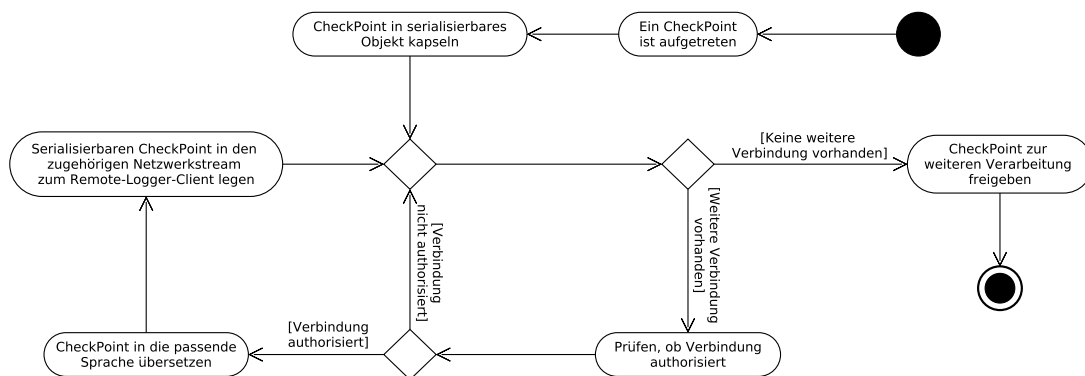 CheckPoint in serialisierbares
Objekt kapseln
Ein CheckPoint
ist aufgetreten
Serialisierbaren CheckPoint in den
zugehörigen Netzwerkstream
zum Remote-Logger-Client legen
[Keine weitere
Verbindung vorhanden]
CheckPoint zur
weiteren Verarbeitung
freigeben
[Verbindung
nicht authorisiert]
[Weitere Verbindung
vorhanden]
[Verbindung
authorisiert]
CheckPoint in die passende
Sprache übersetzen
Prüfen, ob Verbindung
authorisiert